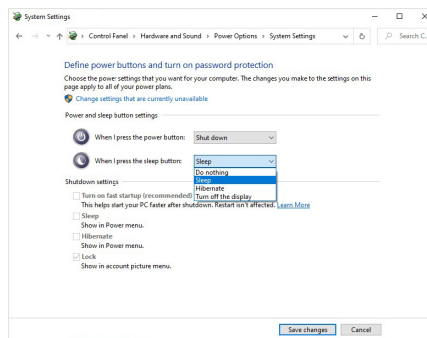 System Settings
Control Panel > Hardware and Sound > Power Options > System Settings
Search C...
Define power buttons and turn on password protection
Choose the power settings that you want for your computer. The changes you make to the settings on this
page apply to all of your power plans.
Change settings that are currently unavailable
Power and sleep button settings
When I press the power button: Shut down
When I press the sleep button: Sleep
Do nothing
Sleep
Hibernate
Turn off the display
Shutdown settings
Turn on fast startup (recommended)
This helps start your PC faster after shutdown. Restart isn't affected. Learn More
Sleep
Show in Power menu.
Hibernate
Show in Power menu.
Lock
Show in account picture menu.
Save changes Cancel